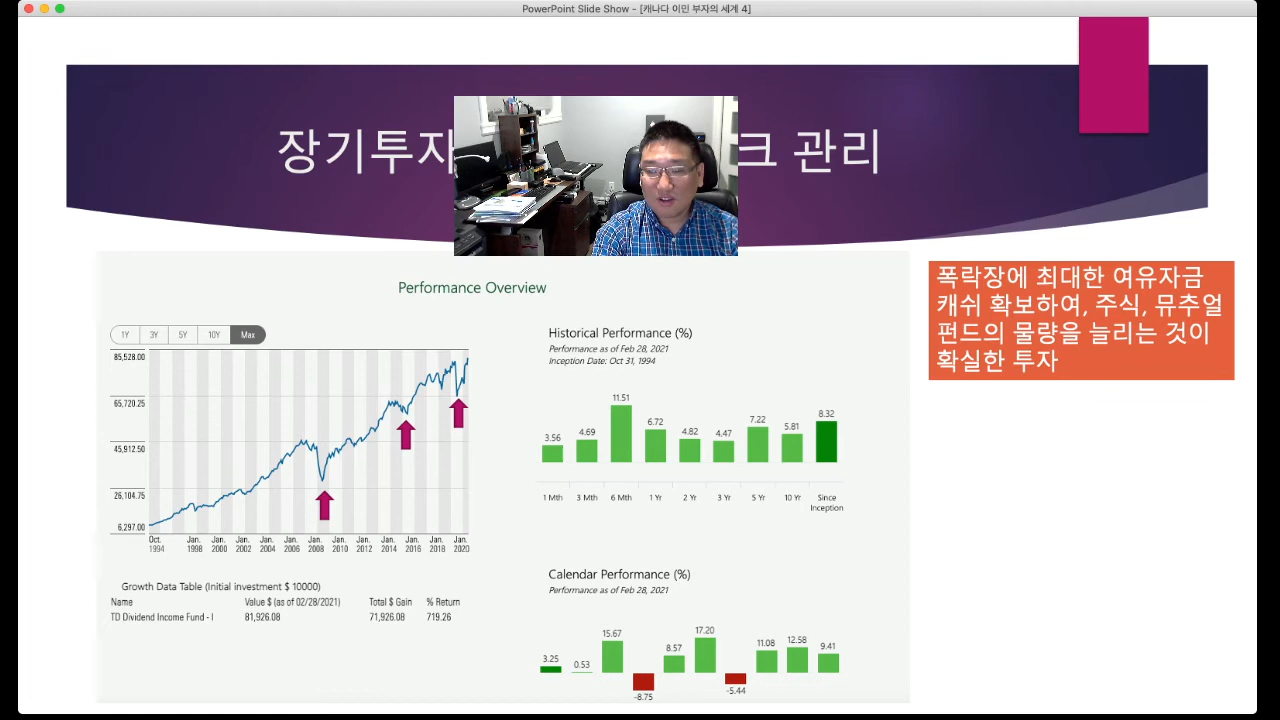 PowerPoint Slide Show - [캐나다 이민 부자의 세계 4]
장기투자 크 관리
폭락장에 최대한 여유자금
캐쉬 확보하여, 주식, 뮤추얼
펀드의 물량을 늘리는 것이
확실한 투자
Performance Overview
1Y 3Y 5Y 10Y Max
85,528.00
65,720.25
45,912.50
26,104.75
6,297.00
Oct. Jan. Jan. Jan. Jan. Jan. Jan. Jan. Jan. Jan. Jan. Jan. Jan.
1994 1998 2000 2002 2004 2006 2008 2010 2012 2014 2016 2018 2020
Growth Data Table (Initial investment $ 10000)
Name Value $ (as of 02/28/2021) Total $ Gain % Return
TD Dividend Income Fund - I 81,926.08 71,926.08 719.26
Historical Performance (%)
Performance as of Feb 28, 2021
Inception Date: Oct 31, 1994
3.56 4.69 11.51 6.72 4.82 4.47 7.22 5.81 8.32
1 Mth 3 Mth 6 Mth 1 Yr 2 Yr 3 Yr 5 Yr 10 Yr Since
Inception
Calendar Performance (%)
Performance as of Feb 28, 2021
3.25 0.53 15.67 -8.75 8.57 17.20 -5.44 11.08 12.58 9.41